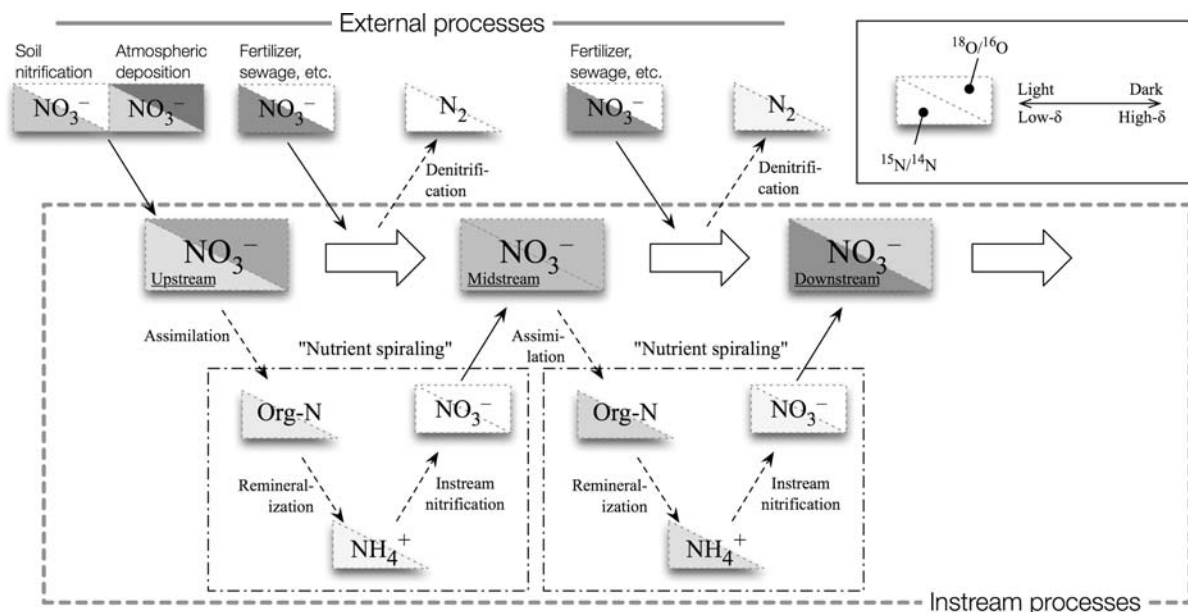 External processes
Soil
nitrification
Atmospheric
deposition
Fertilizer,
sewage, etc.
Fertilizer,
sewage, etc.
NO₃⁻
NO₃⁻
NO₃⁻
N₂
NO₃⁻
N₂
Denitrifi-
cation
Denitrifi-
cation
¹⁸O/¹⁶O
Light
Dark
Low-δ
High-δ
¹⁵N/¹⁴N
NO₃⁻
Upstream
NO₃⁻
Midstream
NO₃⁻
Downstream
Assimilation
"Nutrient spiraling"
Assimi-
lation
"Nutrient spiraling"
Org-N
NO₃⁻
Org-N
NO₃⁻
Remineral-
ization
Instream
nitrification
Remineral-
ization
Instream
nitrification
NH₄⁺
NH₄⁺
Instream processes